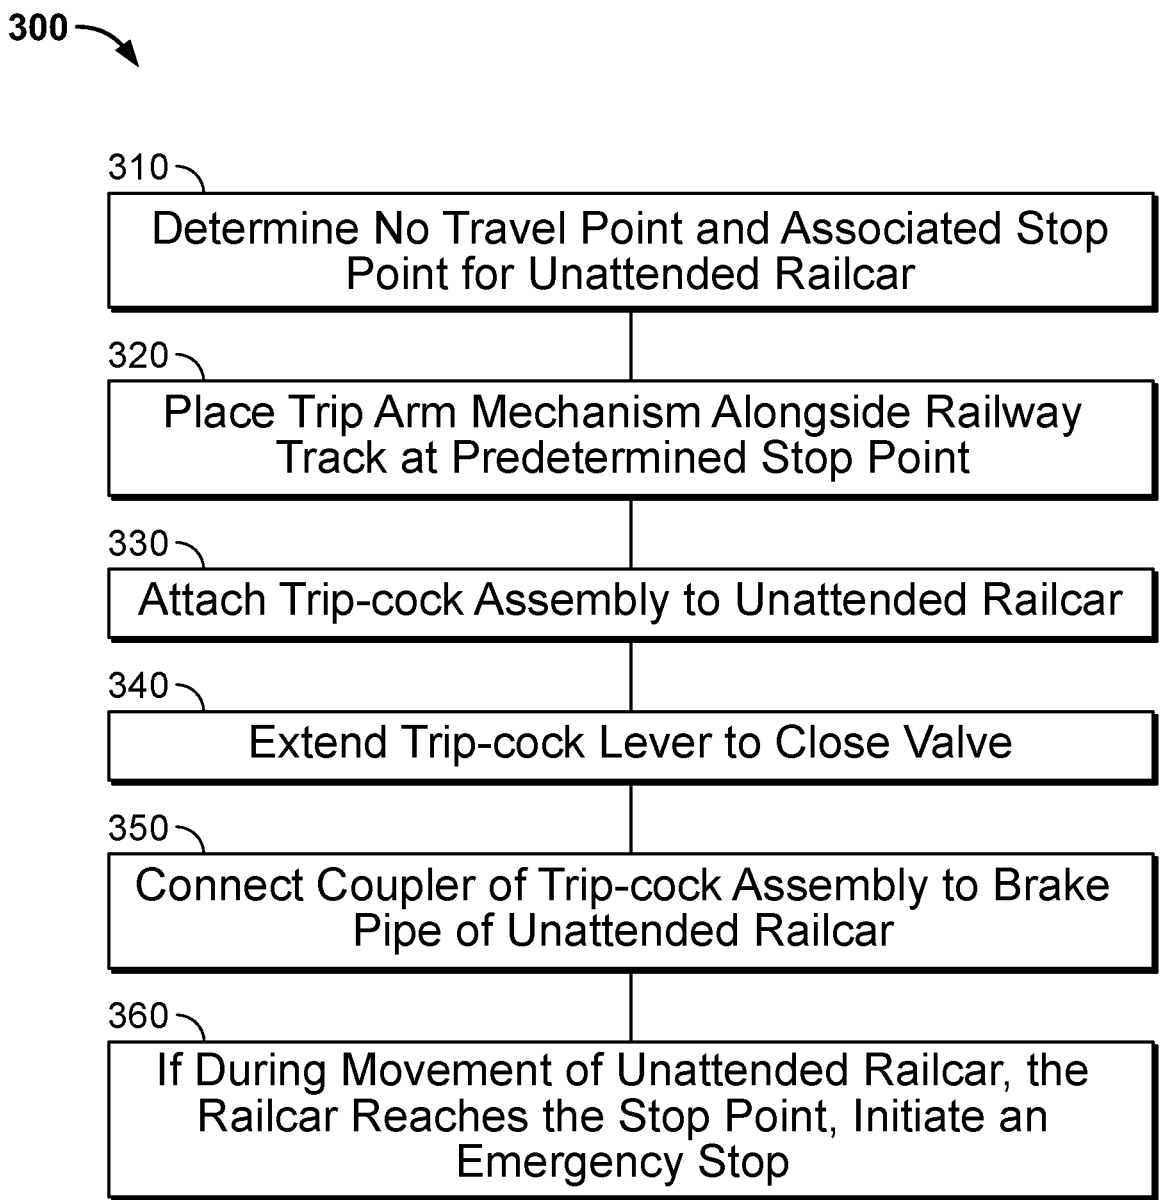 300
310
Determine No Travel Point and Associated Stop
Point for Unattended Railcar
320
Place Trip Arm Mechanism Alongside Railway
Track at Predetermined Stop Point
330
Attach Trip-cock Assembly to Unattended Railcar
340
Extend Trip-cock Lever to Close Valve
350
Connect Coupler of Trip-cock Assembly to Brake
Pipe of Unattended Railcar
360
If During Movement of Unattended Railcar, the
Railcar Reaches the Stop Point, Initiate an
Emergency Stop